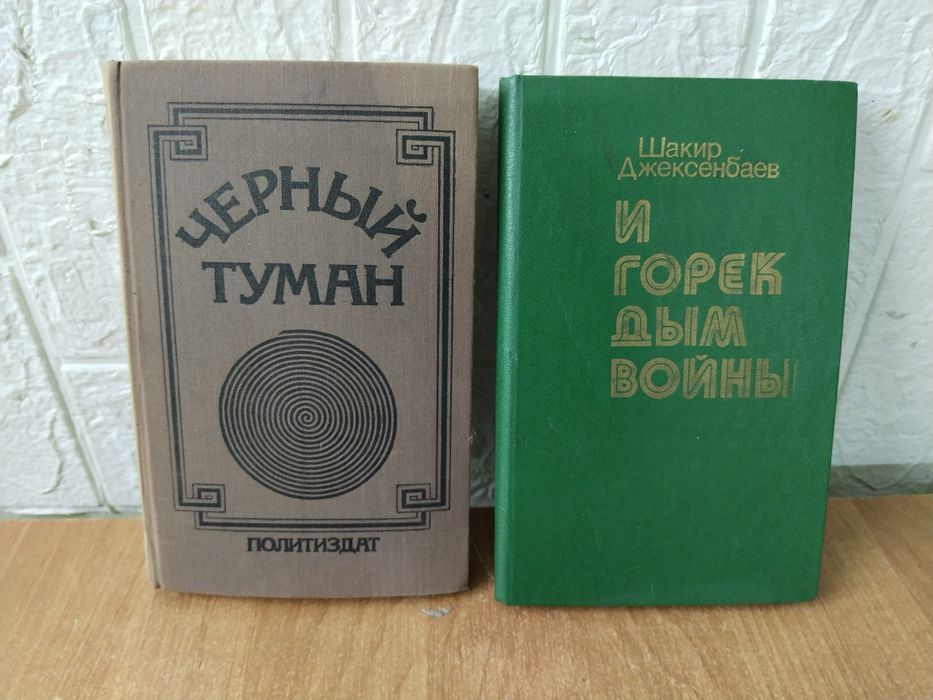 ЧЕРНЫЙ
ТУМАН
ПОЛИТИЗДАТ
Шакир
Джексенбаев
И
ГОРЕК
ДЫМ
ВОЙНЫ